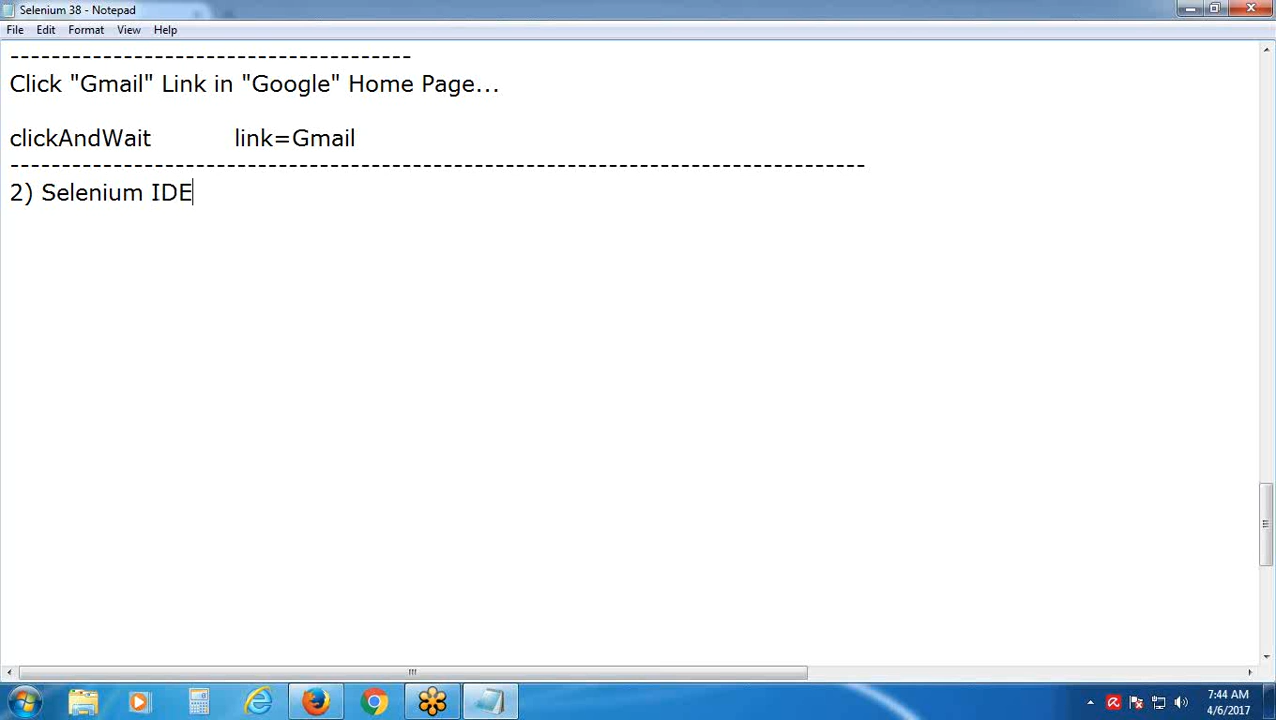 Selenium 38 - Notepad
File Edit Format View Help
---------------------------------------
Click "Gmail" Link in "Google" Home Page...
clickAndWait link=Gmail
-----------------------------------------------------------------------------------
2) Selenium IDE
7:44 AM
4/6/2017